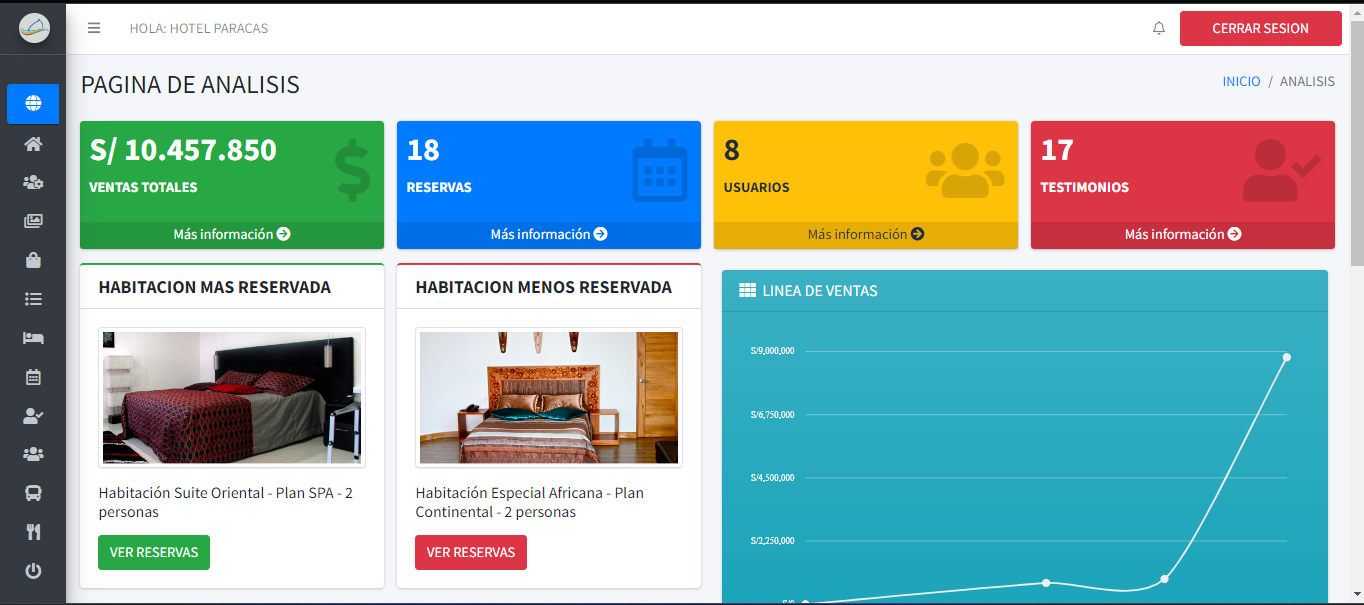 HOLA: HOTEL PARACAS
CERRAR SESION
PAGINA DE ANALISIS
INICIO / ANALISIS
S/ 10.457.850
VENTAS TOTALES
Más información
18
RESERVAS
Más información
8
USUARIOS
Más información
17
TESTIMONIOS
Más información
HABITACION MAS RESERVADA
Habitación Suite Oriental - Plan SPA - 2
personas
VER RESERVAS
HABITACION MENOS RESERVADA
Habitación Especial Africana - Plan
Continental - 2 personas
VER RESERVAS
LINEA DE VENTAS
S/9,000,000
S/6,750,000
S/4,500,000
S/2,250,000